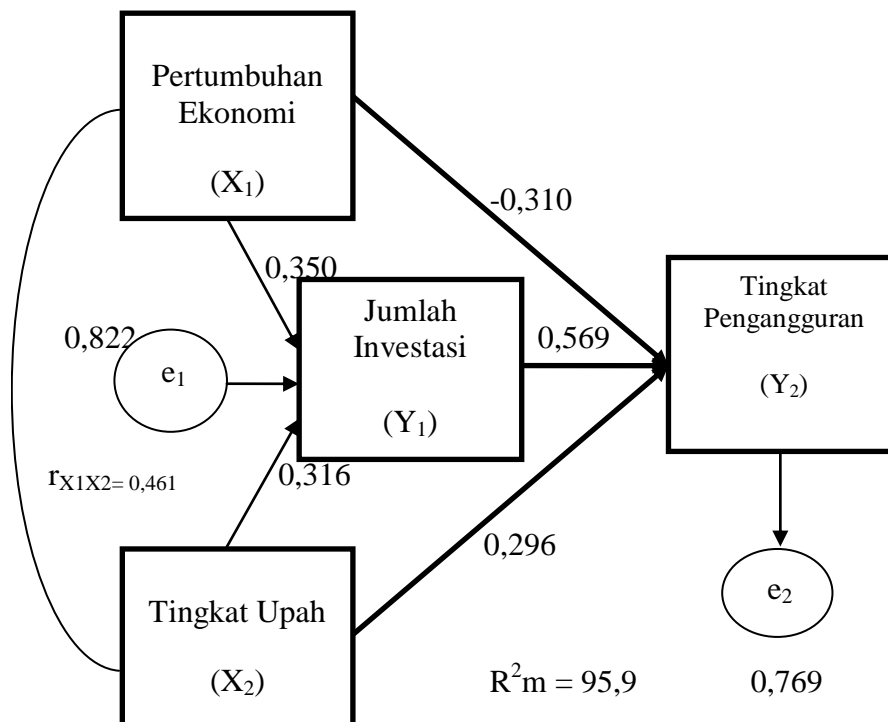 Pertumbuhan
Ekonomi
(X₁)
-0,310
0,350
Tingkat
Pengangguran
(Y₂)
Jumlah
Investasi
(Y₁)
0,822
e₁
0,569
r_X1X2= 0,461
0,316
0,296
Tingkat Upah
(X₂)
e₂
R²m = 95,9
0,769